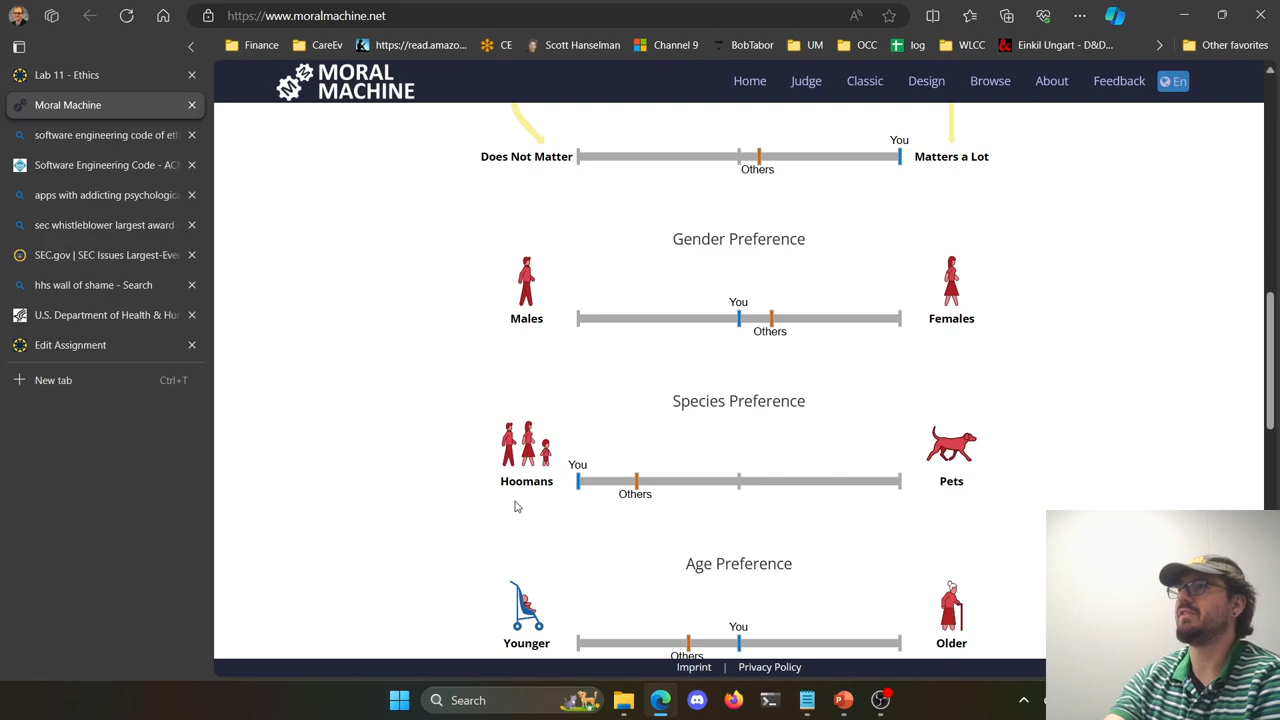 https://www.moralmachine.net
Finance
CareEv
https://read.amazo...
CE
Scott Hanselman
Channel 9
BobTabor
UM
OCC
log
WLCC
Einkil Ungart - D&D...
Other favorites
Lab 11 - Ethics
Moral Machine
software engineering code of eth
Software Engineering Code - ACM
apps with addicting psychologica
sec whistleblower largest award -
SEC.gov | SEC Issues Largest-Ever
hhs wall of shame - Search
U.S. Department of Health & Hum
Edit Assignment
New tab
Ctrl+T
MORAL
MACHINE
Home
Judge
Classic
Design
Browse
About
Feedback
En
You
Does Not Matter
Matters a Lot
Others
Gender Preference
You
Males
Females
Others
Species Preference
You
Hoomans
Pets
Others
Age Preference
You
Younger
Older
Others
Imprint | Privacy Policy
Search